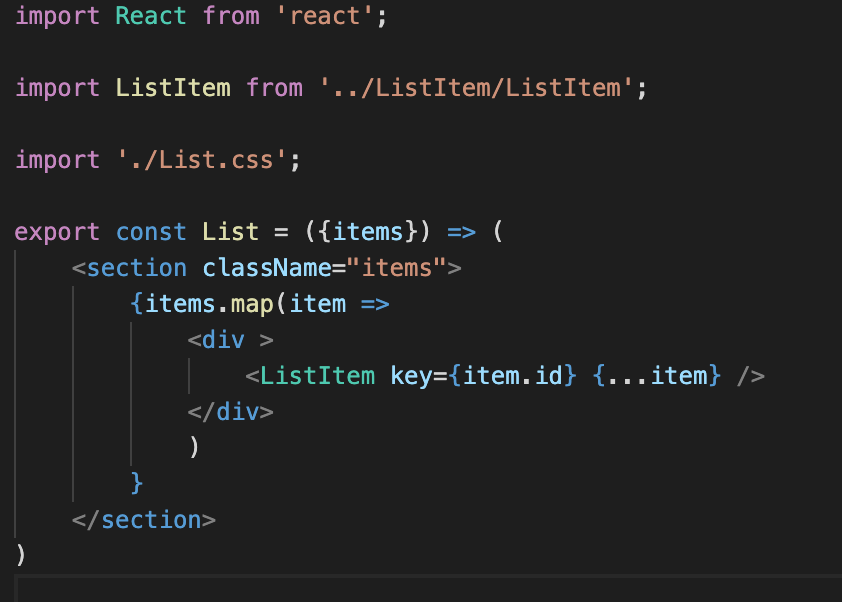 import React from 'react';
import ListItem from '../ListItem/ListItem';
import './List.css';
export const List = ({items}) => (
    <section className="items">
        {items.map(item =>
            <div >
                <ListItem key={item.id} {...item} />
            </div>
            )
        }
    </section>
)